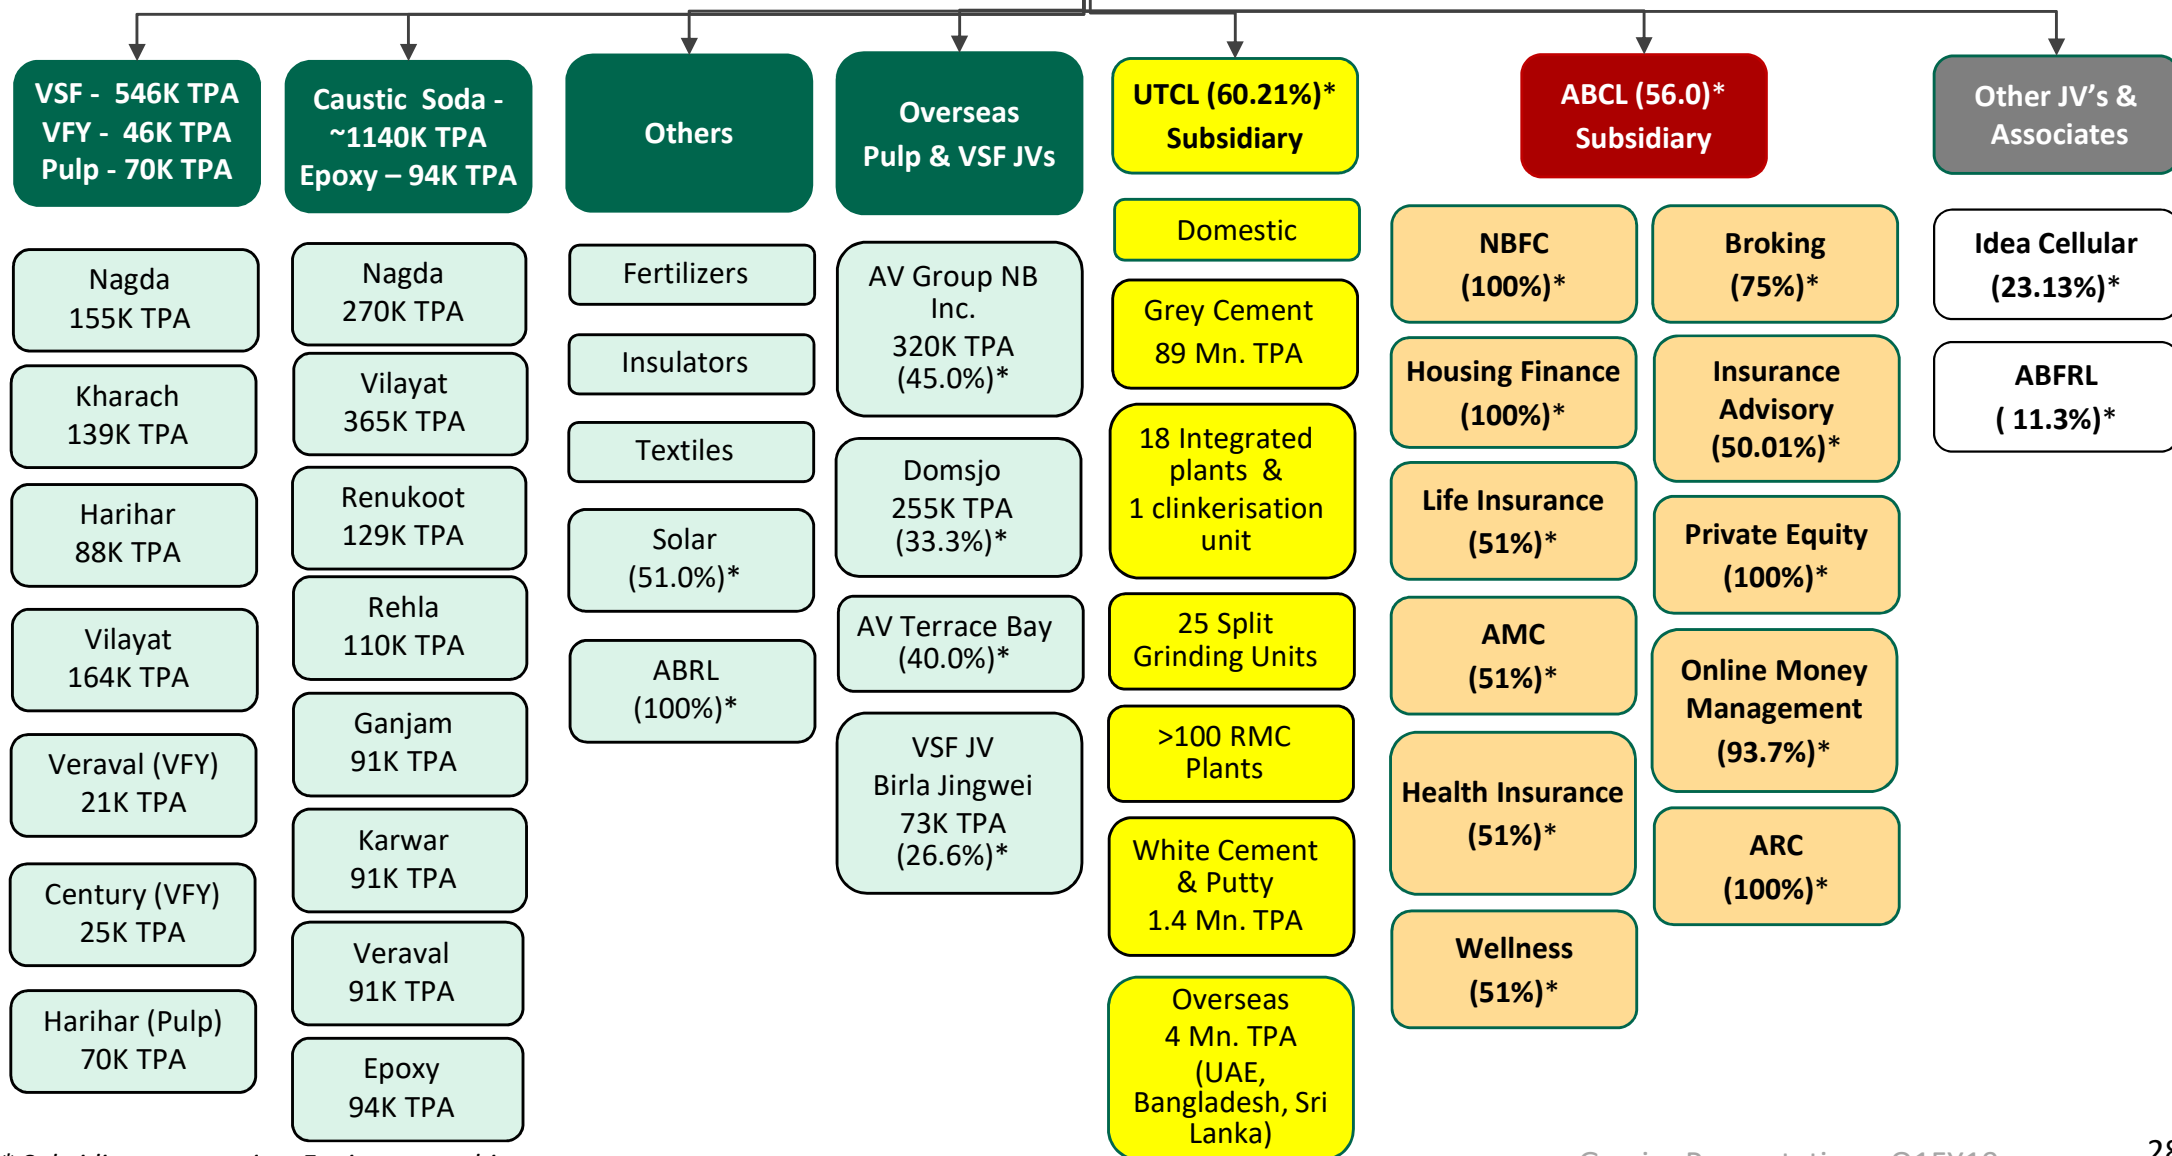 VSF - 546K TPA
VFY - 46K TPA
Pulp - 70K TPA
Nagda
155K TPA
Kharach
139K TPA
Harihar
88K TPA
Vilayat
164K TPA
Veraval (VFY)
21K TPA
Century (VFY)
25K TPA
Harihar (Pulp)
70K TPA
Caustic Soda -
~1140K TPA
Epoxy – 94K TPA
Nagda
270K TPA
Vilayat
365K TPA
Renukoot
129K TPA
Rehla
110K TPA
Ganjam
91K TPA
Karwar
91K TPA
Veraval
91K TPA
Epoxy
94K TPA
Others
Fertilizers
Insulators
Textiles
Solar
(51.0%)*
ABRL
(100%)*
Overseas
Pulp & VSF JVs
AV Group NB
Inc.
320K TPA
(45.0%)*
Domsjo
255K TPA
(33.3%)*
AV Terrace Bay
(40.0%)*
VSF JV
Birla Jingwei
73K TPA
(26.6%)*
UTCL (60.21%)*
Subsidiary
Domestic
Grey Cement
89 Mn. TPA
18 Integrated
plants &
1 clinkerisation
unit
25 Split
Grinding Units
>100 RMC
Plants
White Cement
& Putty
1.4 Mn. TPA
Overseas
4 Mn. TPA
(UAE,
Bangladesh, Sri
Lanka)
ABCL (56.0)*
Subsidiary
NBFC
(100%)*
Housing Finance
(100%)*
Life Insurance
(51%)*
AMC
(51%)*
Health Insurance
(51%)*
Wellness
(51%)*
Broking
(75%)*
Insurance
Advisory
(50.01%)*
Private Equity
(100%)*
Online Money
Management
(93.7%)*
ARC
(100%)*
Other JV's &
Associates
Idea Cellular
(23.13%)*
ABFRL
( 11.3%)*
28